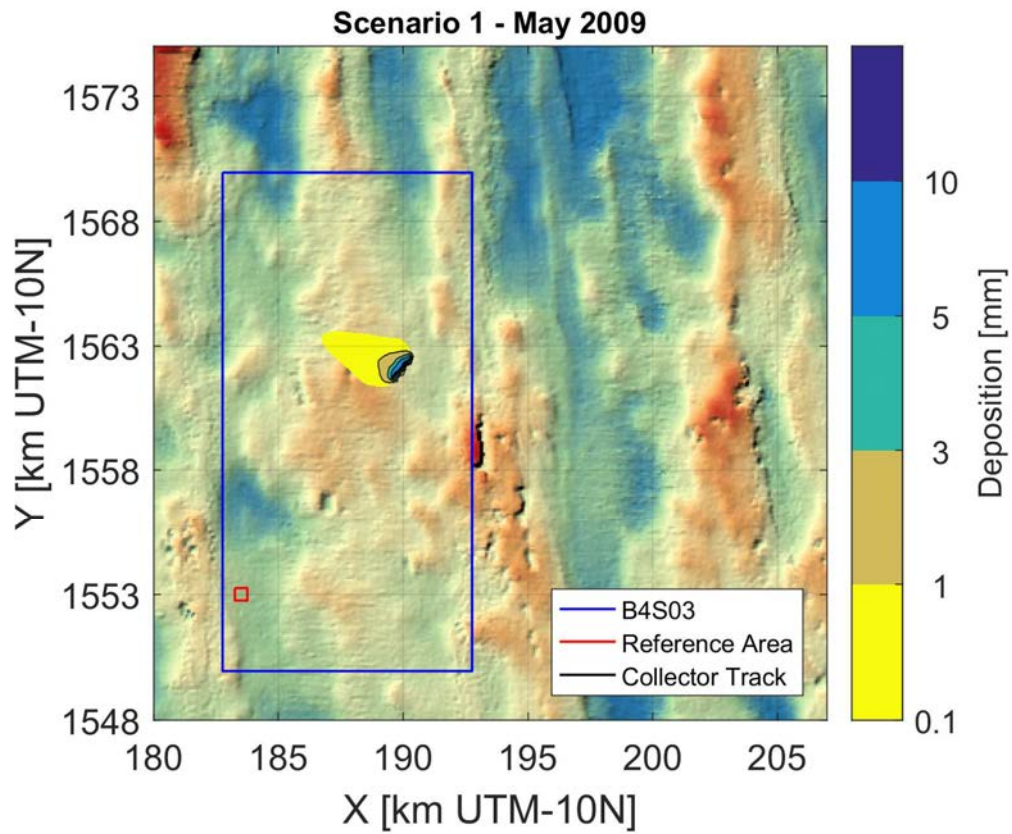 Scenario 1 - May 2009
1573
1568
1563
1558
1553
1548
180
185
190
195
200
205
X [km UTM-10N]
Y [km UTM-10N]
B4S03
Reference Area
Collector Track
10
5
3
1
0.1
Deposition [mm]